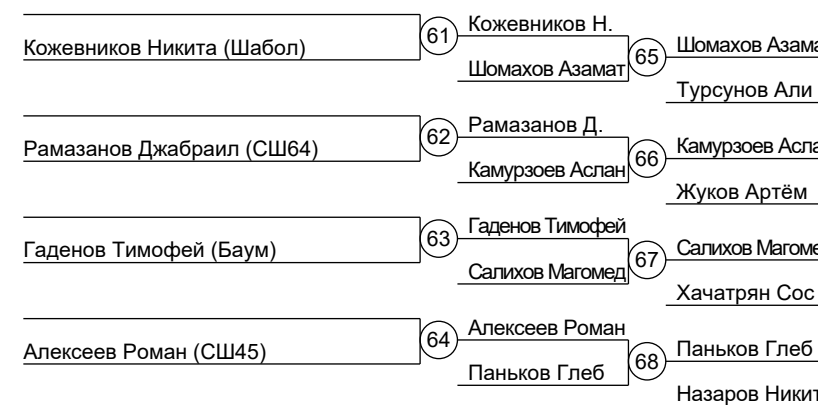 Кожевников Никита (Шабол)
61
Кожевников Н.
Шомахов Азамат
65
Турсунов Али
Рамазанов Джабраил (СШ64)
62
Рамазанов Д.
Камурзоев Аслан
66
Жуков Артём
Гаденов Тимофей (Баум)
63
Гаденов Тимофей
Салихов Магомед
67
Хачатрян Сос
Алексеев Роман (СШ45)
64
Алексеев Роман
Паньков Глеб
68
Паньков Глеб